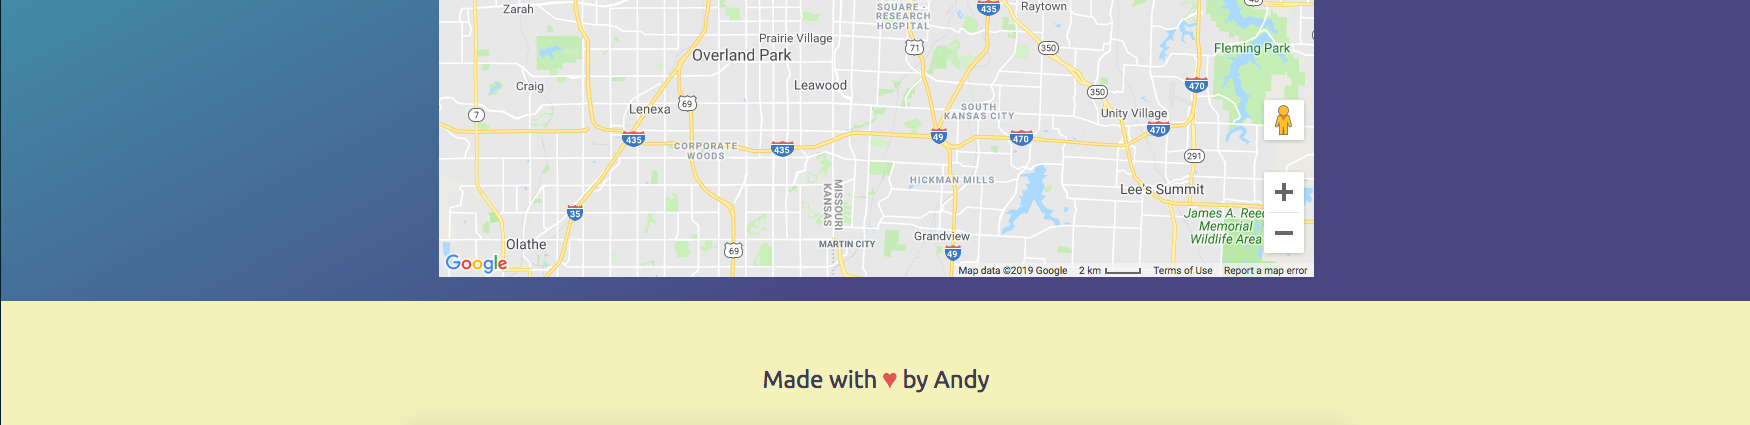 Zarah
SQUARE -
RESEARCH
HOSPITAL
435
Raytown
Prairie Village
Overland Park
71
350
Fleming Park
Craig
Leawood
470
350
Lenexa
69
7
SOUTH
KANSAS CITY
Unity Village
435
49
470
470
CORPORATE
WOODS
435
291
HICKMAN MILLS
MISSOURI
KANSAS
Lee's Summit
35
James A. Reed
Memorial
Wildlife Area
Olathe
69
MARTIN CITY
Grandview
49
Google
Map data ©2019 Google 2 km Terms of Use Report a map error
Made with ♥ by Andy